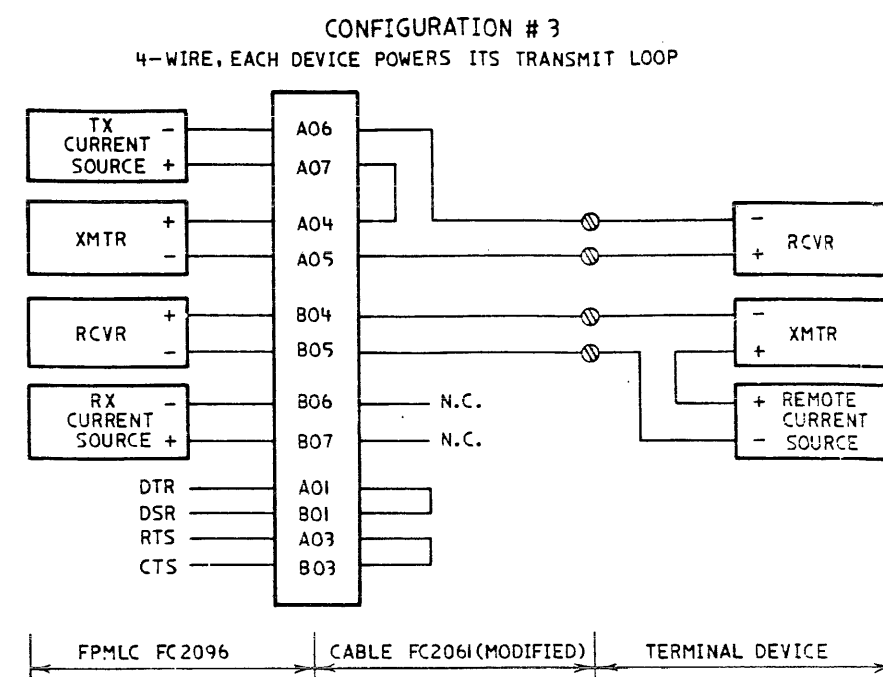 CONFIGURATION # 3
4-WIRE, EACH DEVICE POWERS ITS TRANSMIT LOOP
TX
CURRENT
SOURCE
-
+
A06
A07
XMTR
+
-
A04
A05
-
+
RCVR
RCVR
+
-
B04
B05
-
+
XMTR
RX
CURRENT
SOURCE
-
+
B06
B07
N.C.
N.C.
+
-
REMOTE
CURRENT
SOURCE
DTR
A01
DSR
B01
RTS
A03
CTS
B03
FPMLC FC2096
CABLE FC2061(MODIFIED)
TERMINAL DEVICE